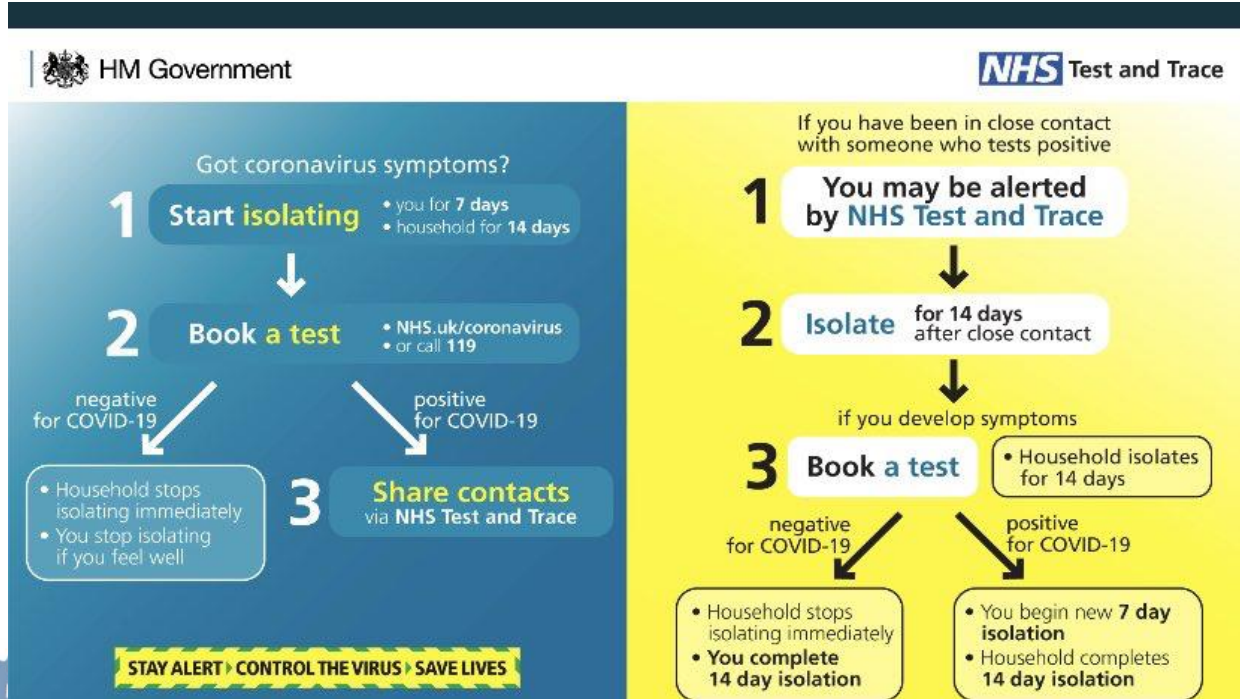 HM Government
NHS Test and Trace
Got coronavirus symptoms?
1
Start isolating
• you for 7 days
• household for 14 days
2
Book a test
• NHS.uk/coronavirus
• or call 119
negative
for COVID-19
positive
for COVID-19
• Household stops
isolating immediately
• You stop isolating
if you feel well
3
Share contacts
via NHS Test and Trace
STAY ALERT CONTROL THE VIRUS SAVE LIVES
If you have been in close contact
with someone who tests positive
1
You may be alerted
by NHS Test and Trace
2
Isolate
for 14 days
after close contact
if you develop symptoms
3
Book a test
• Household isolates
for 14 days
negative
for COVID-19
positive
for COVID-19
• Household stops
isolating immediately
• You complete
14 day isolation
• You begin new 7 day
isolation
• Household completes
14 day isolation